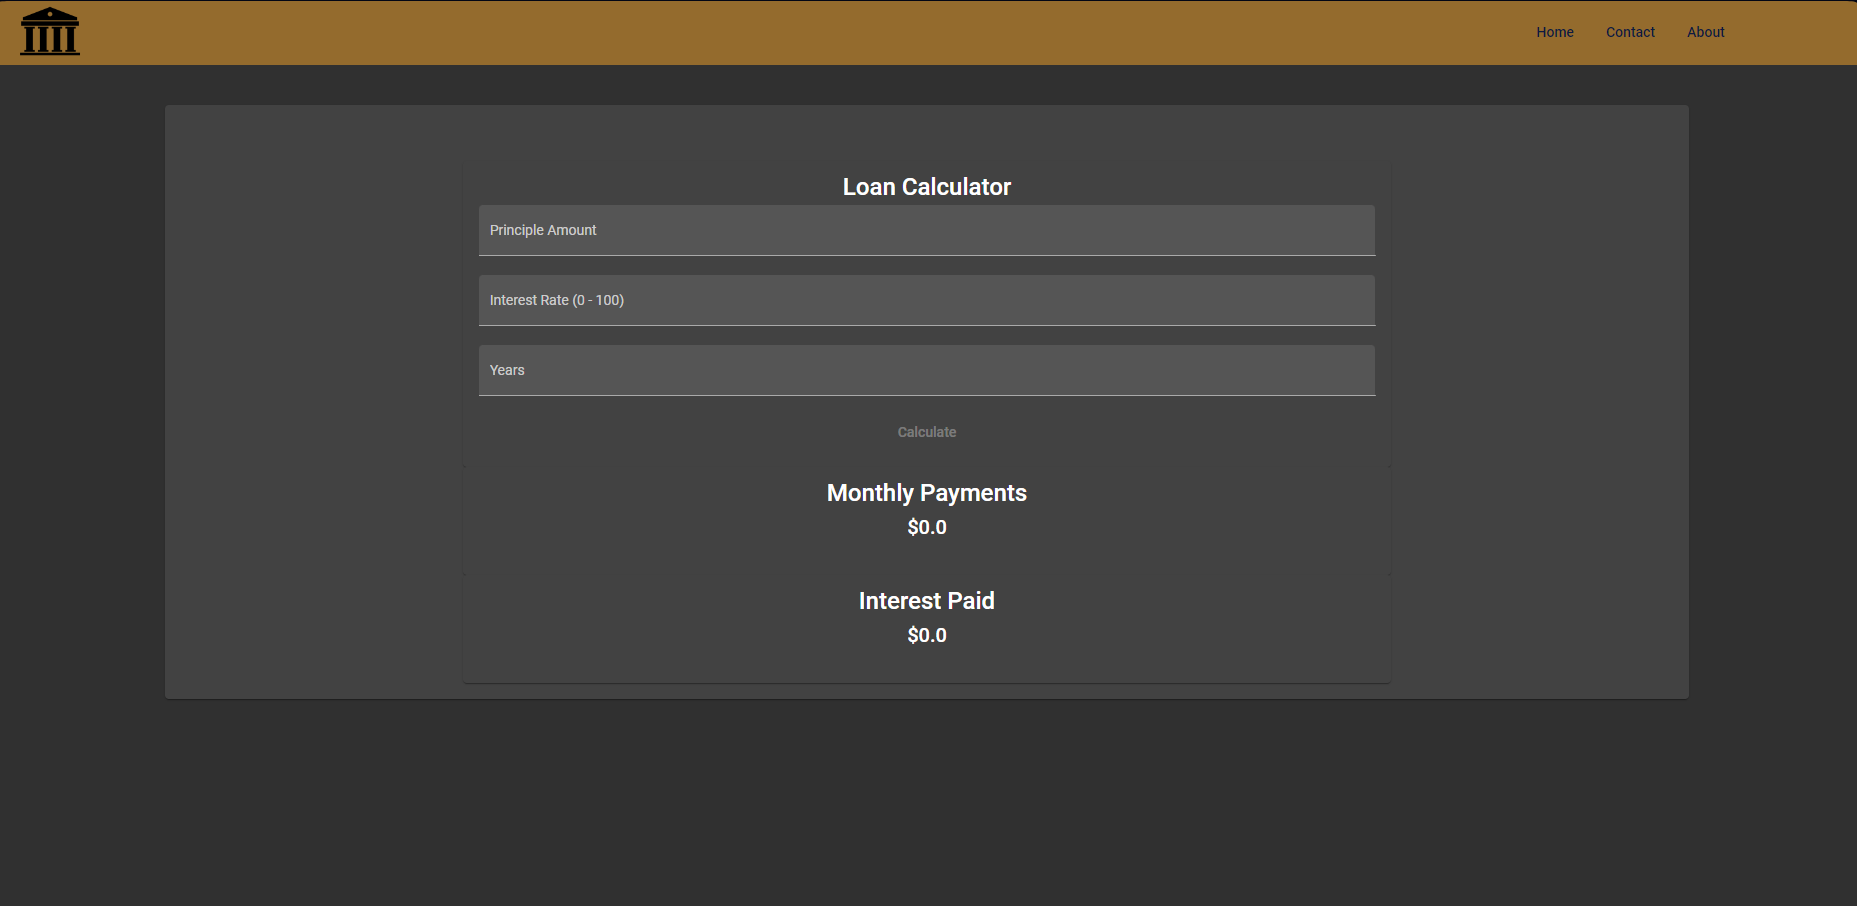 Home Contact About
Loan Calculator
Principle Amount
Interest Rate (0 - 100)
Years
Calculate
Monthly Payments
$0.0
Interest Paid
$0.0